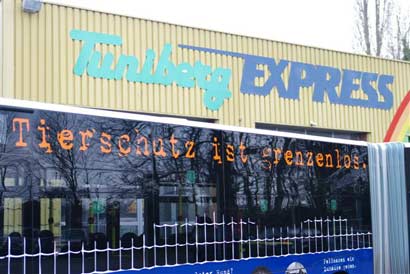 Tuniberg EXPRESS
Tierschutz ist grenzenlos.